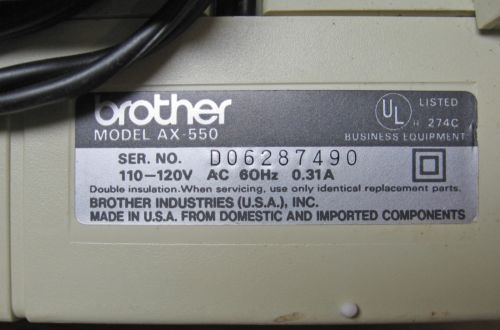 brother
MODEL AX-550
UL LISTED
274C
BUSINESS EQUIPMENT
SER. NO. D06287490
110-120V AC 60Hz 0.31A
Double insulation.When servicing, use only identical replacement parts.
BROTHER INDUSTRIES (U.S.A.), INC.
MADE IN U.S.A. FROM DOMESTIC AND IMPORTED COMPONENTS